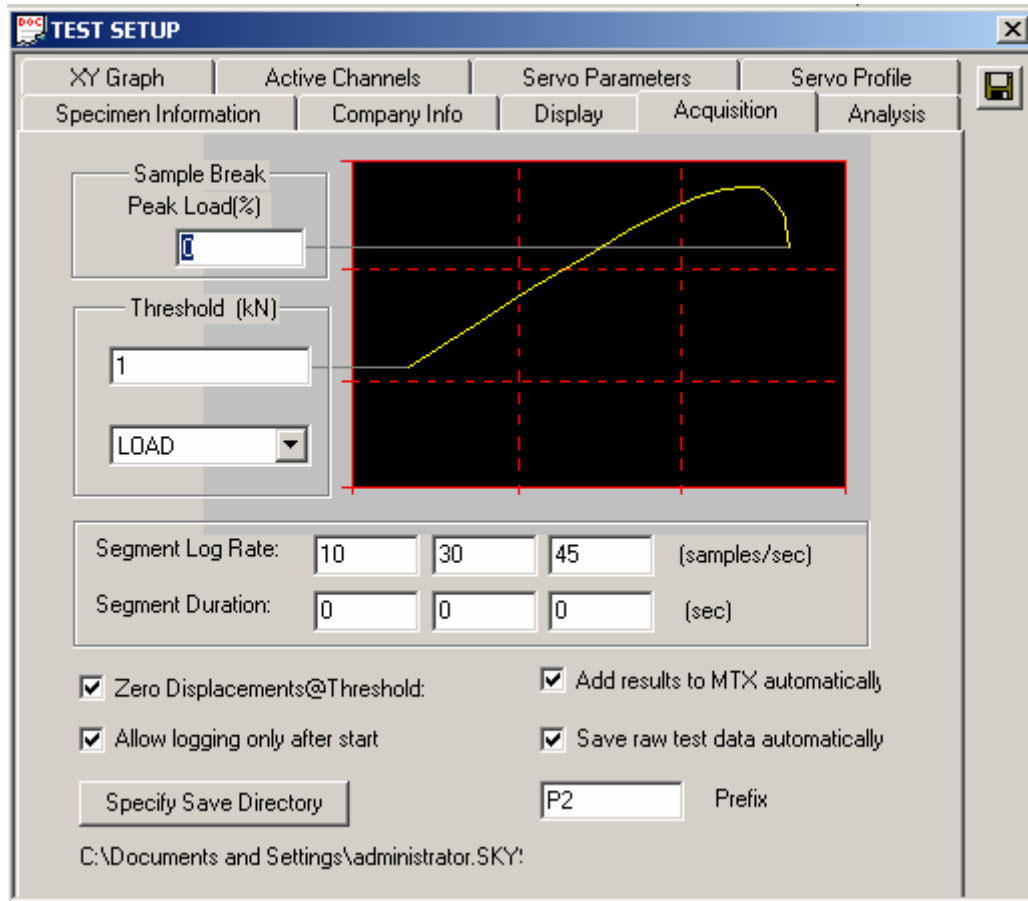 DOC
TEST SETUP
XY Graph
Active Channels
Servo Parameters
Servo Profile
Specimen Information
Company Info
Display
Acquisition
Analysis
Sample Break
Peak Load(%)
0
Threshold (kN)
1
LOAD
Segment Log Rate: 10 30 45 (samples/sec)
Segment Duration: 0 0 0 (sec)
Zero Displacements@Threshold:
Add results to MTX automatically
Allow logging only after start
Save raw test data automatically
Specify Save Directory
P2 Prefix
C:\Documents and Settings\administrator.SKY